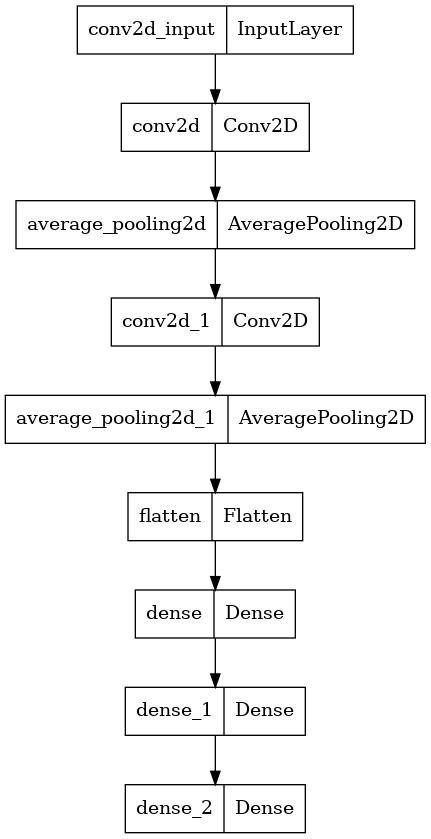 conv2d_input InputLayer
conv2d Conv2D
average_pooling2d AveragePooling2D
conv2d_1 Conv2D
average_pooling2d_1 AveragePooling2D
flatten Flatten
dense Dense
dense_1 Dense
dense_2 Dense